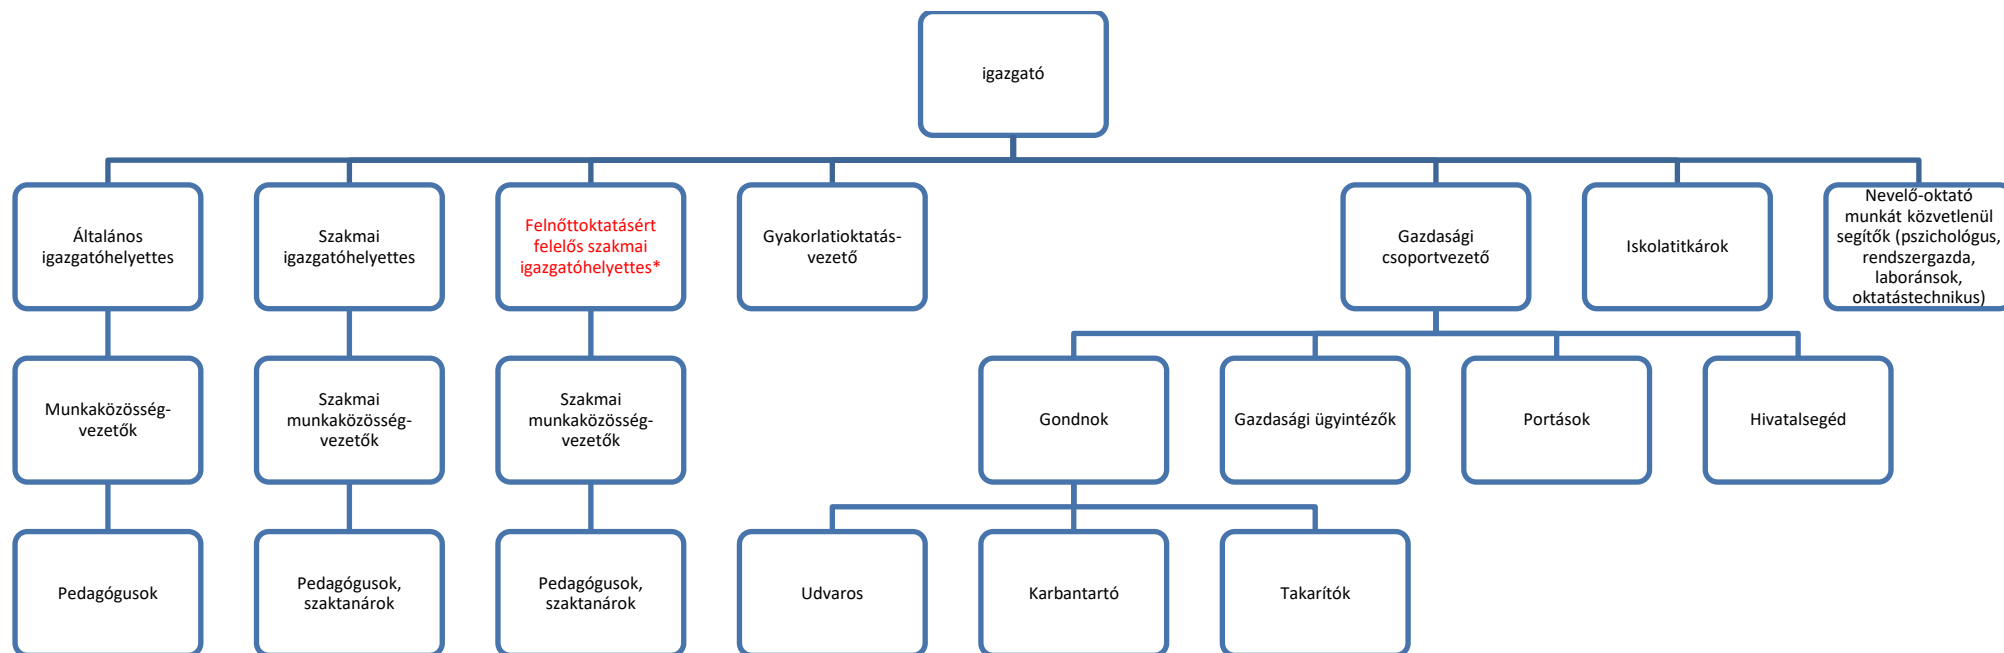 igazgató
Általános
igazgatóhelyettes
Szakmai
igazgatóhelyettes
Felnőttoktatásért
felelős szakmai
igazgatóhelyettes*
Gyakorlatioktatás-
vezető
Gazdasági
csoportvezető
Iskolatitkárok
Nevelő-oktató
munkát közvetlenül
segítők (pszichológus,
rendszergazda,
laboránsok,
oktatástechnikus)
Munkaközösség-
vezetők
Szakmai
munkaközösség-
vezetők
Szakmai
munkaközösség-
vezetők
Gondnok
Gazdasági ügyintézők
Portások
Hivatalsegéd
Pedagógusok
Pedagógusok,
szaktanárok
Pedagógusok,
szaktanárok
Udvaros
Karbantartó
Takarítók